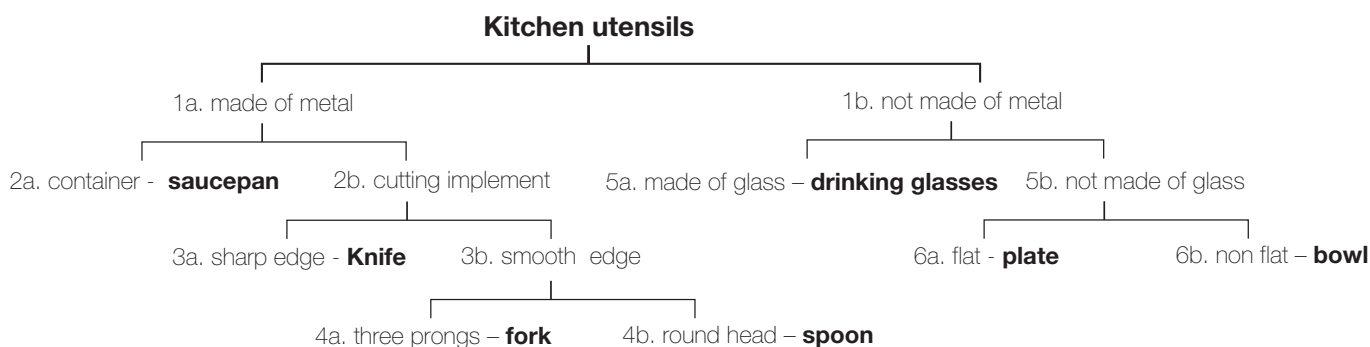 Kitchen utensils
1a. made of metal
1b. not made of metal
2a. container - saucepan
2b. cutting implement
5a. made of glass – drinking glasses
5b. not made of glass
3a. sharp edge - Knife
3b. smooth edge
6a. flat - plate
6b. non flat – bowl
4a. three prongs – fork
4b. round head – spoon